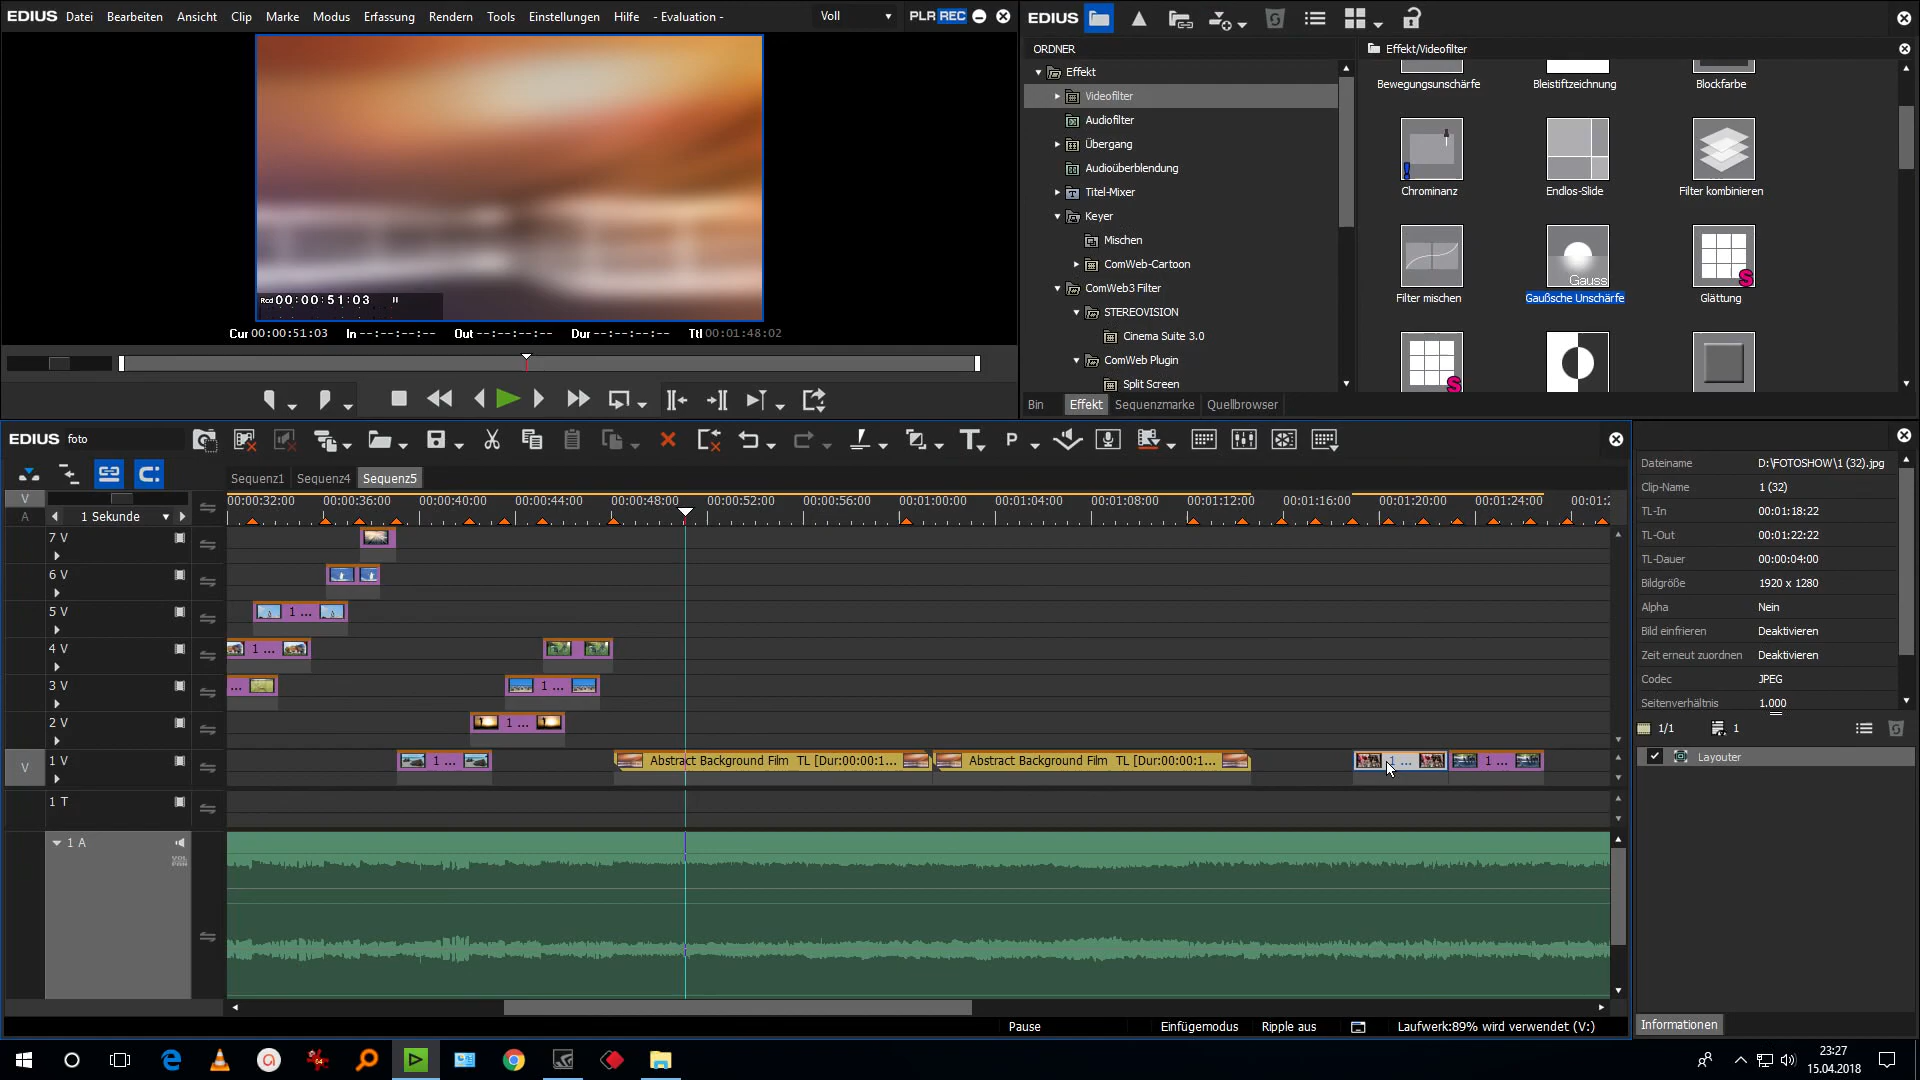 EDIUS Datei Bearbeiten Ansicht Clip Marke Modus Erfassung Rendern Tools Einstellungen Hilfe - Evaluation - Voll PLR REC
Rcd 00:00:51:03
Cur 00:00:51:03 In --:--:--:-- Out --:--:--:-- Dur --:--:--:-- Ttl 00:01:48:02
EDIUS
ORDNER
Effekt
Videofilter
Audiofilter
Übergang
Audioüberblendung
Titel-Mixer
Keyer
Mischen
ComWeb-Cartoon
ComWeb3 Filter
STEREOVISION
Cinema Suite 3.0
ComWeb Plugin
Split Screen
Effekt/Videofilter
Bewegungsunschärfe Bleistiftzeichnung Blockfarbe
Chrominanz Endlos-Slide Filter kombinieren
Gauss S
Filter mischen Gaußsche Unschärfe Glättung
S
Bin Effekt Sequenzmarke Quellbrowser
EDIUS foto
Sequenz1 Sequenz4 Sequenz5
V 00:00:32:00 00:00:36:00 00:00:40:00 00:00:44:00 00:00:48:00 00:00:52:00 00:00:56:00 00:01:00:00 00:01:04:00 00:01:08:00 00:01:12:00 00:01:16:00 00:01:20:00 00:01:24:00 00:01:2
A 1 Sekunde
7 V
6 V
5 V 1 ...
4 V 1 ...
3 V ... 1 ...
2 V 1 ...
V 1 V 1 ... Abstract Background Film TL [Dur:00:00:1... Abstract Background Film TL [Dur:00:00:1... 1 ... 1 ...
1 T
1 A
VOL
PAN
Pause Einfügemodus Ripple aus Laufwerk:89% wird verwendet (V:)
Dateiname D:\FOTOSHOW\1 (32).jpg
Clip-Name 1 (32)
TL-In 00:01:18:22
TL-Out 00:01:22:22
TL-Dauer 00:00:04:00
Bildgröße 1920 x 1280
Alpha Nein
Bild einfrieren Deaktivieren
Zeit erneut zuordnen Deaktivieren
Codec JPEG
Seitenverhältnis 1.000
1/1 1
Layouter
Informationen
23:27
15.04.2018